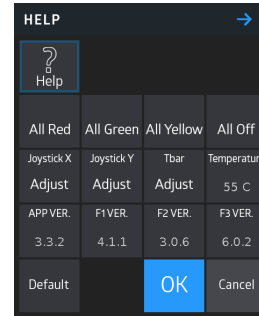 HELP
?
Help
All Red All Green All Yellow All Off
Joystick X Joystick Y Tbar Temperatur
Adjust Adjust Adjust 55 C
APP VER. F1VER. F2 VER. F3 VER.
3.3.2 4.1.1 3.0.6 6.0.2
Default OK Cancel